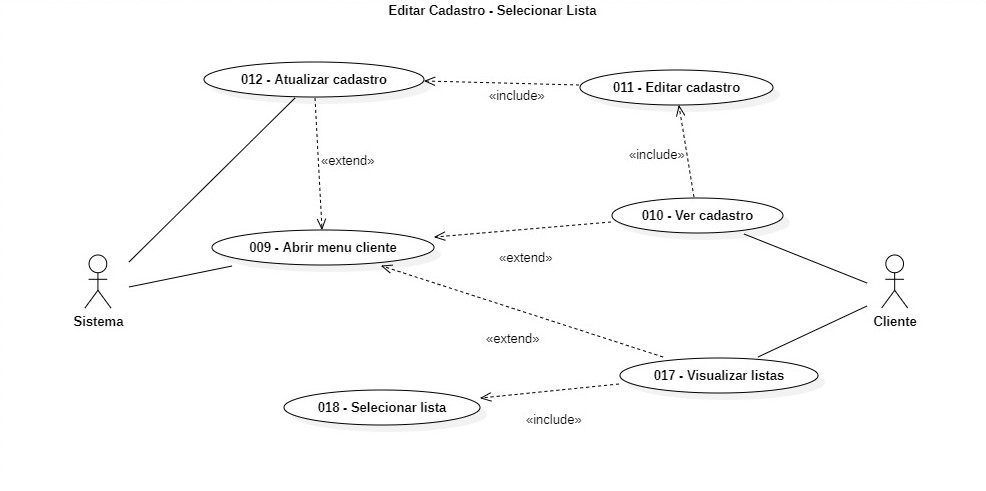 Editar Cadastro - Selecionar Lista
012 - Atualizar cadastro
011 - Editar cadastro
«include»
«extend»
«include»
010 - Ver cadastro
009 - Abrir menu cliente
«extend»
Sistema
Cliente
«extend»
017 - Visualizar listas
018 - Selecionar lista
«include»